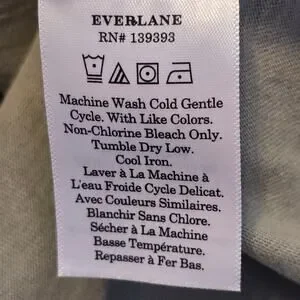 EVERLANE
RN# 139393
Machine Wash Cold Gentle
Cycle. With Like Colors.
Non-Chlorine Bleach Only.
Tumble Dry Low.
Cool Iron.
Laver à La Machine à
L'eau Froide Cycle Delicat.
Avec Couleurs Similaires.
Blanchir Sans Chlore.
Sécher à La Machine
Basse Température.
Repasser à Fer Bas.